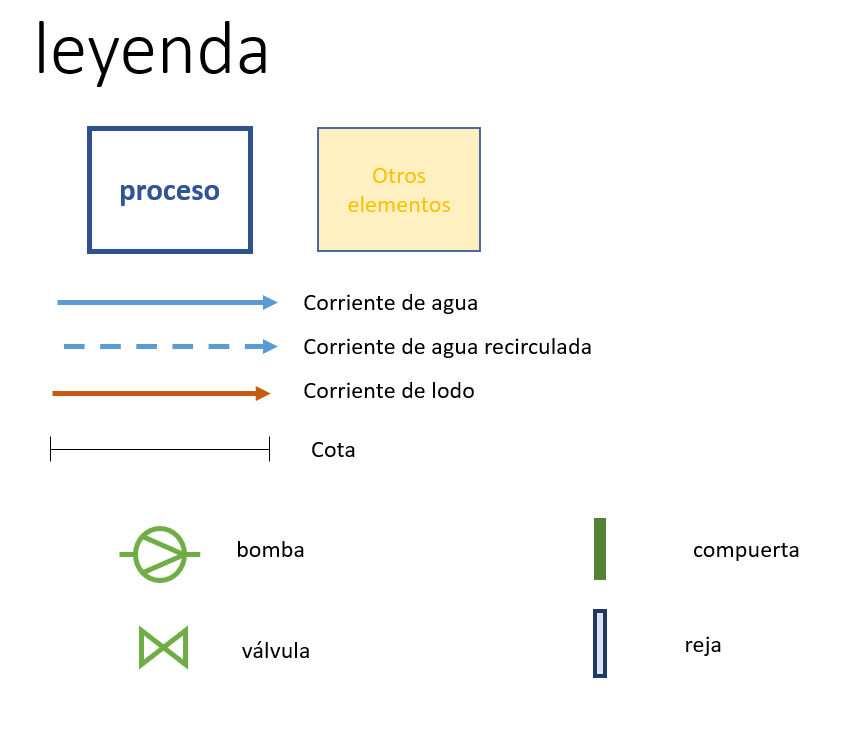 leyenda
proceso
Otros
elementos
Corriente de agua
Corriente de agua recirculada
Corriente de lodo
Cota
bomba
compuerta
válvula
reja